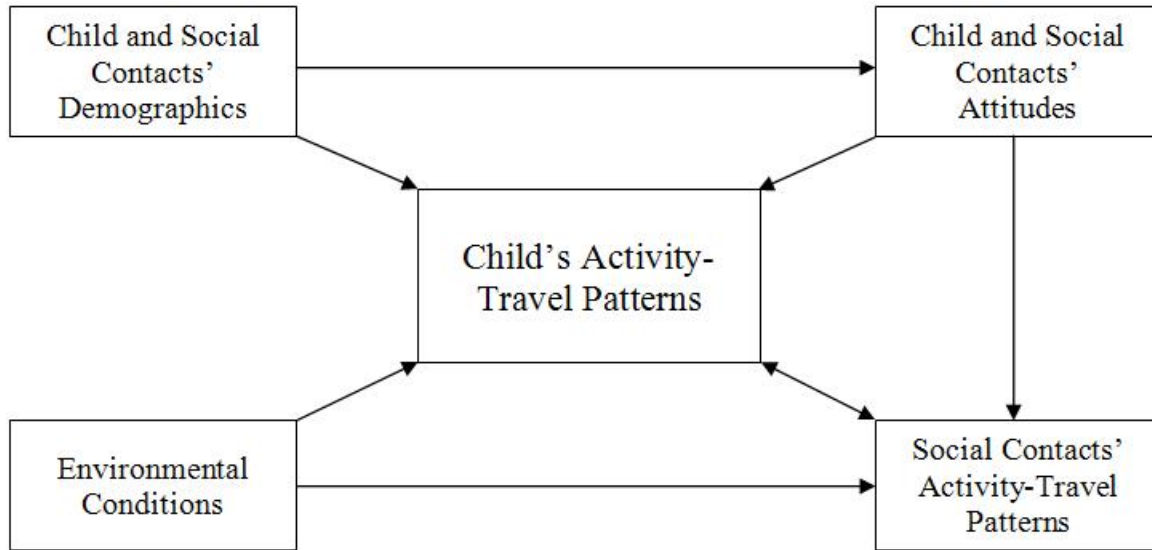 Child and Social
Contacts’
Demographics
Child and Social
Contacts’
Attitudes
Child’s Activity-
Travel Patterns
Environmental
Conditions
Social Contacts’
Activity-Travel
Patterns